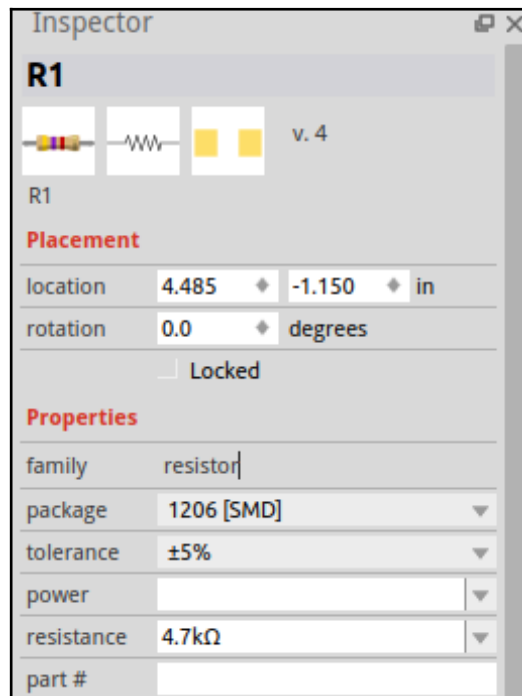 Inspector
R1
v. 4
R1
Placement
location 4.485 -1.150 in
rotation 0.0 degrees
Locked
Properties
family resistor
package 1206 [SMD]
tolerance ±5%
power
resistance 4.7kΩ
part #